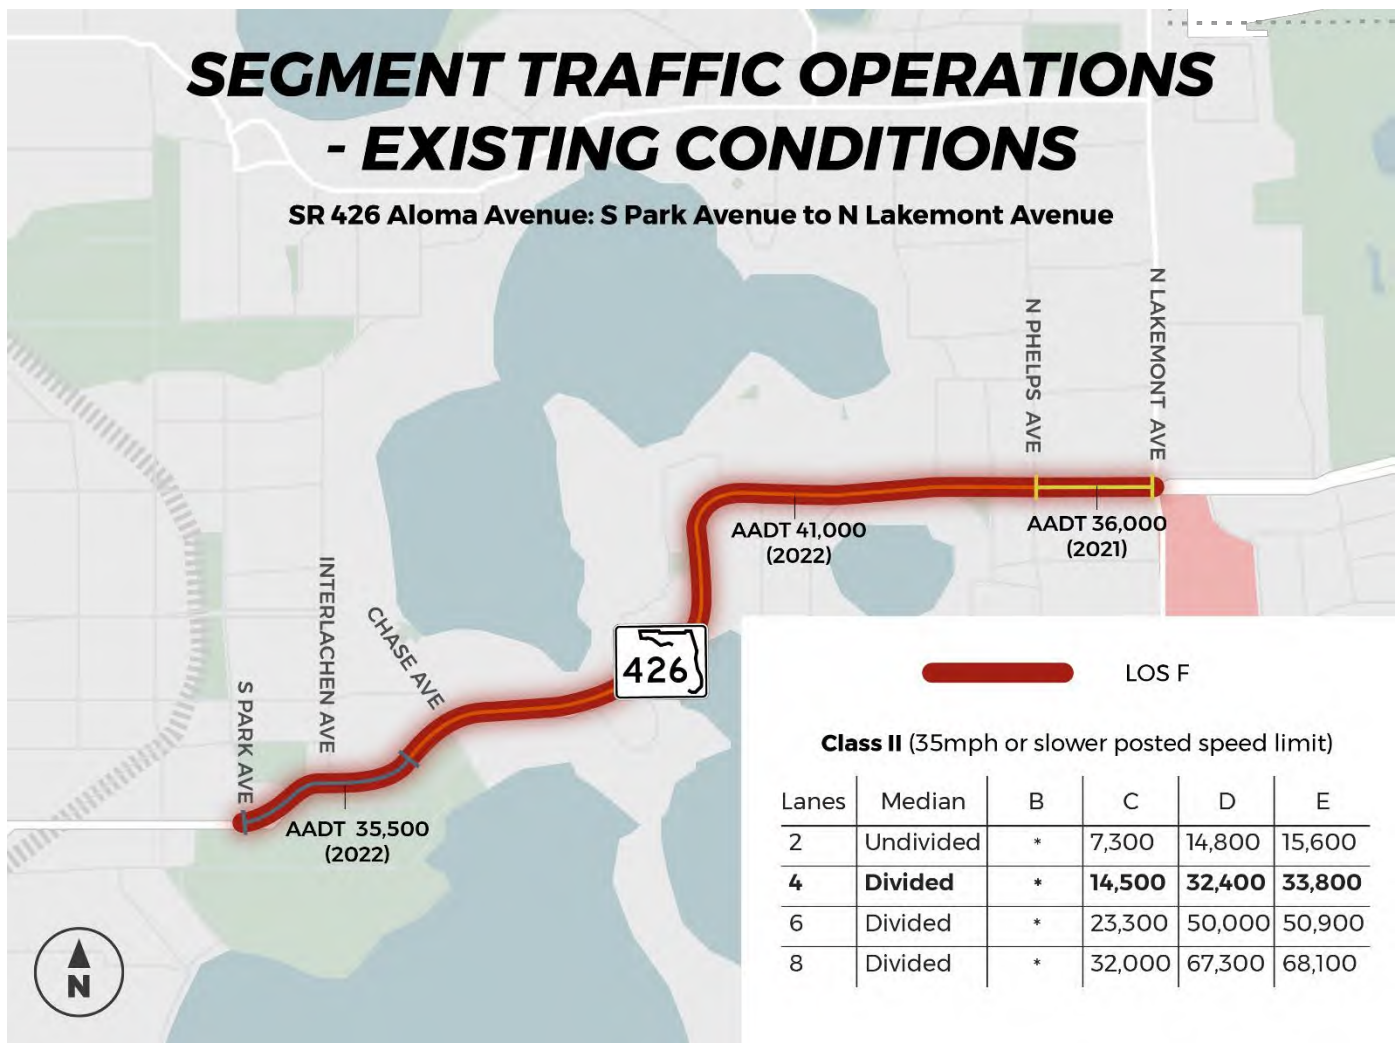 SEGMENT TRAFFIC OPERATIONS
- EXISTING CONDITIONS
SR 426 Aloma Avenue: S Park Avenue to N Lakemont Avenue
N LAKEMONT AVE
N PHELPS AVE
AADT 41,000
(2022)
AADT 36,000
(2021)
INTERLACHEN AVE
CHASE AVE
S PARK AVE
426
AADT 35,500
(2022)
LOS F
Class II (35mph or slower posted speed limit)
Lanes Median B C D E
2 Undivided * 7,300 14,800 15,600
4 Divided * 14,500 32,400 33,800
6 Divided * 23,300 50,000 50,900
8 Divided * 32,000 67,300 68,100
N